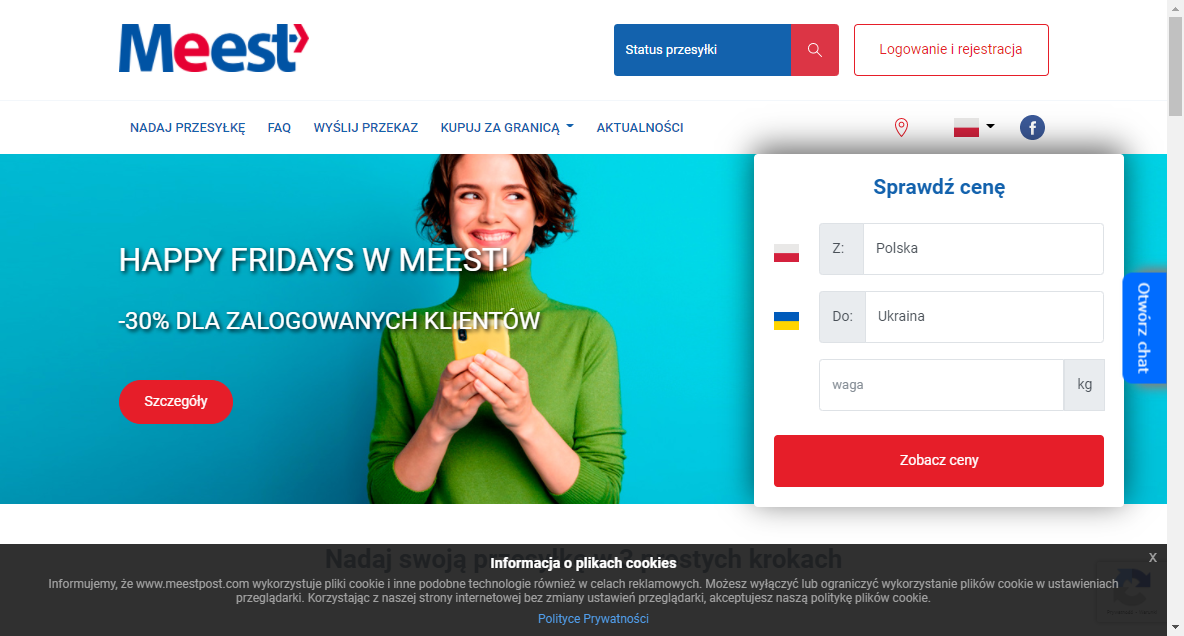 Meest
Status przesyłki
Logowanie i rejestracja
NADAJ PRZESYŁKĘ FAQ WYŚLIJ PRZEKAZ KUPUJ ZA GRANICĄ AKTUALNOŚCI
f
Sprawdź cenę
HAPPY FRIDAYS W MEEST!
-30% DLA ZALOGOWANYCH KLIENTÓW
Szczegóły
Z: Polska
Do: Ukraina
waga kg
Zobacz ceny
Otwórz chat
Nadaj swoją przesyłkę w 3 prostych krokach
Informacja o plikach cookies
x
Informujemy, że www.meestpost.com wykorzystuje pliki cookie i inne podobne technologie również w celach reklamowych. Możesz wyłączyć lub ograniczyć wykorzystanie plików cookie w ustawieniach
przeglądarki. Korzystając z naszej strony internetowej bez zmiany ustawień przeglądarki, akceptujesz naszą politykę plików cookie.
Polityce Prywatności